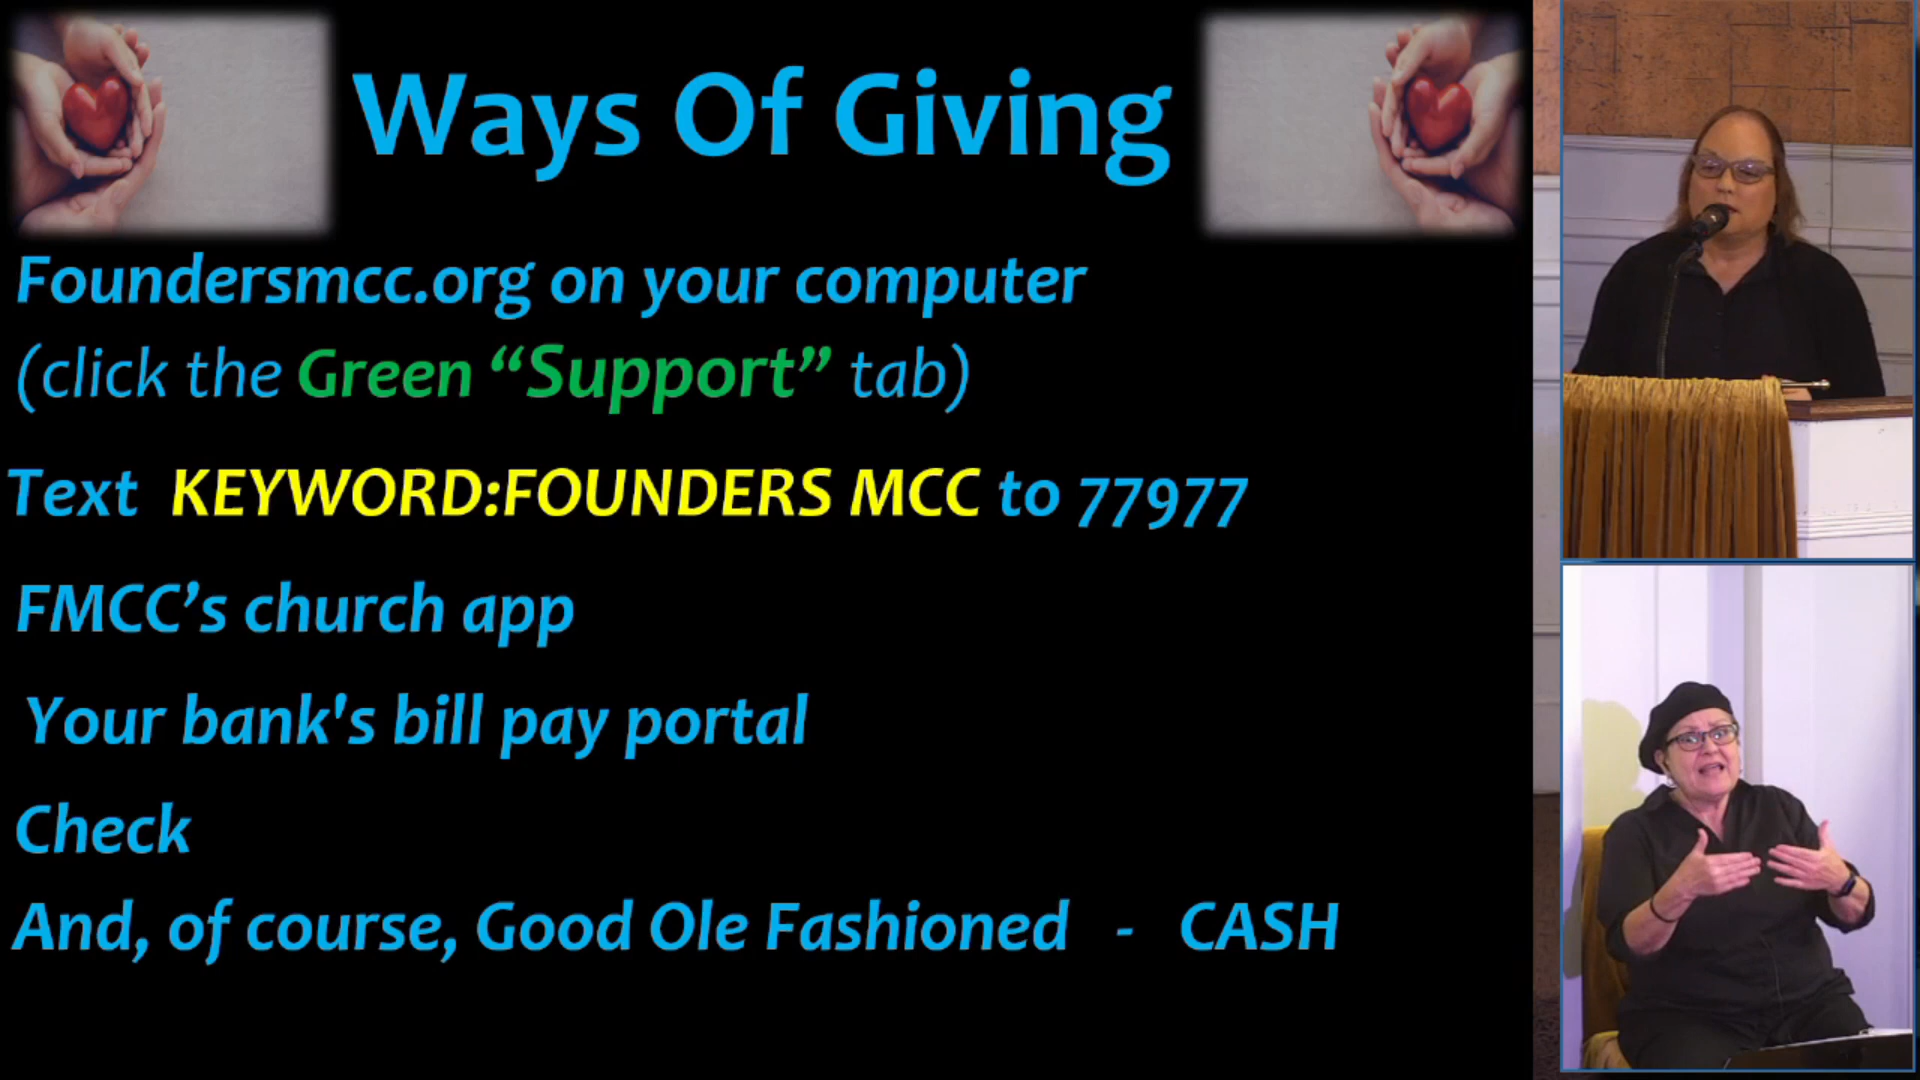 Ways Of Giving
Foundersmcc.org on your computer
(click the Green “Support” tab)
Text KEYWORD:FOUNDERS MCC to 77977
FMCC’s church app
Your bank's bill pay portal
Check
And, of course, Good Ole Fashioned - CASH